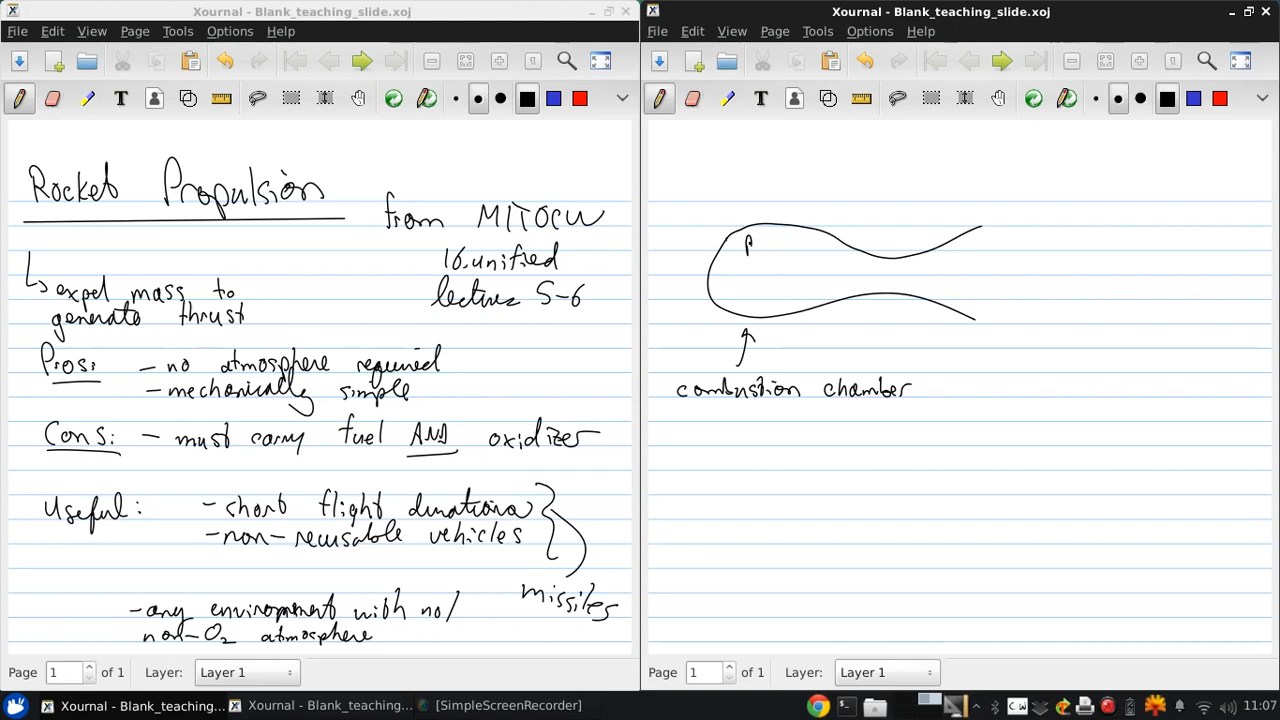 Xournal - Blank_teaching_slide.xoj
File Edit View Page Tools Options Help
Rocket Propulsion
from MITOCW
16.unified
lecture S-6
expel mass to
generate thrust
Pros: - no atmosphere required
- mechanically simple
Cons: - must carry fuel AND oxidizer
Useful: - short flight durations
- non-reusable vehicles
missiles
- any environment with no/
non-O2 atmosphere
Page 1 of 1 Layer: Layer 1
Xournal - Blank_teaching_slide.xoj
File Edit View Page Tools Options Help
combustion chamber
Page 1 of 1 Layer: Layer 1
Xournal - Blank_teaching... Xournal - Blank_teaching... [SimpleScreenRecorder] CW 11:07